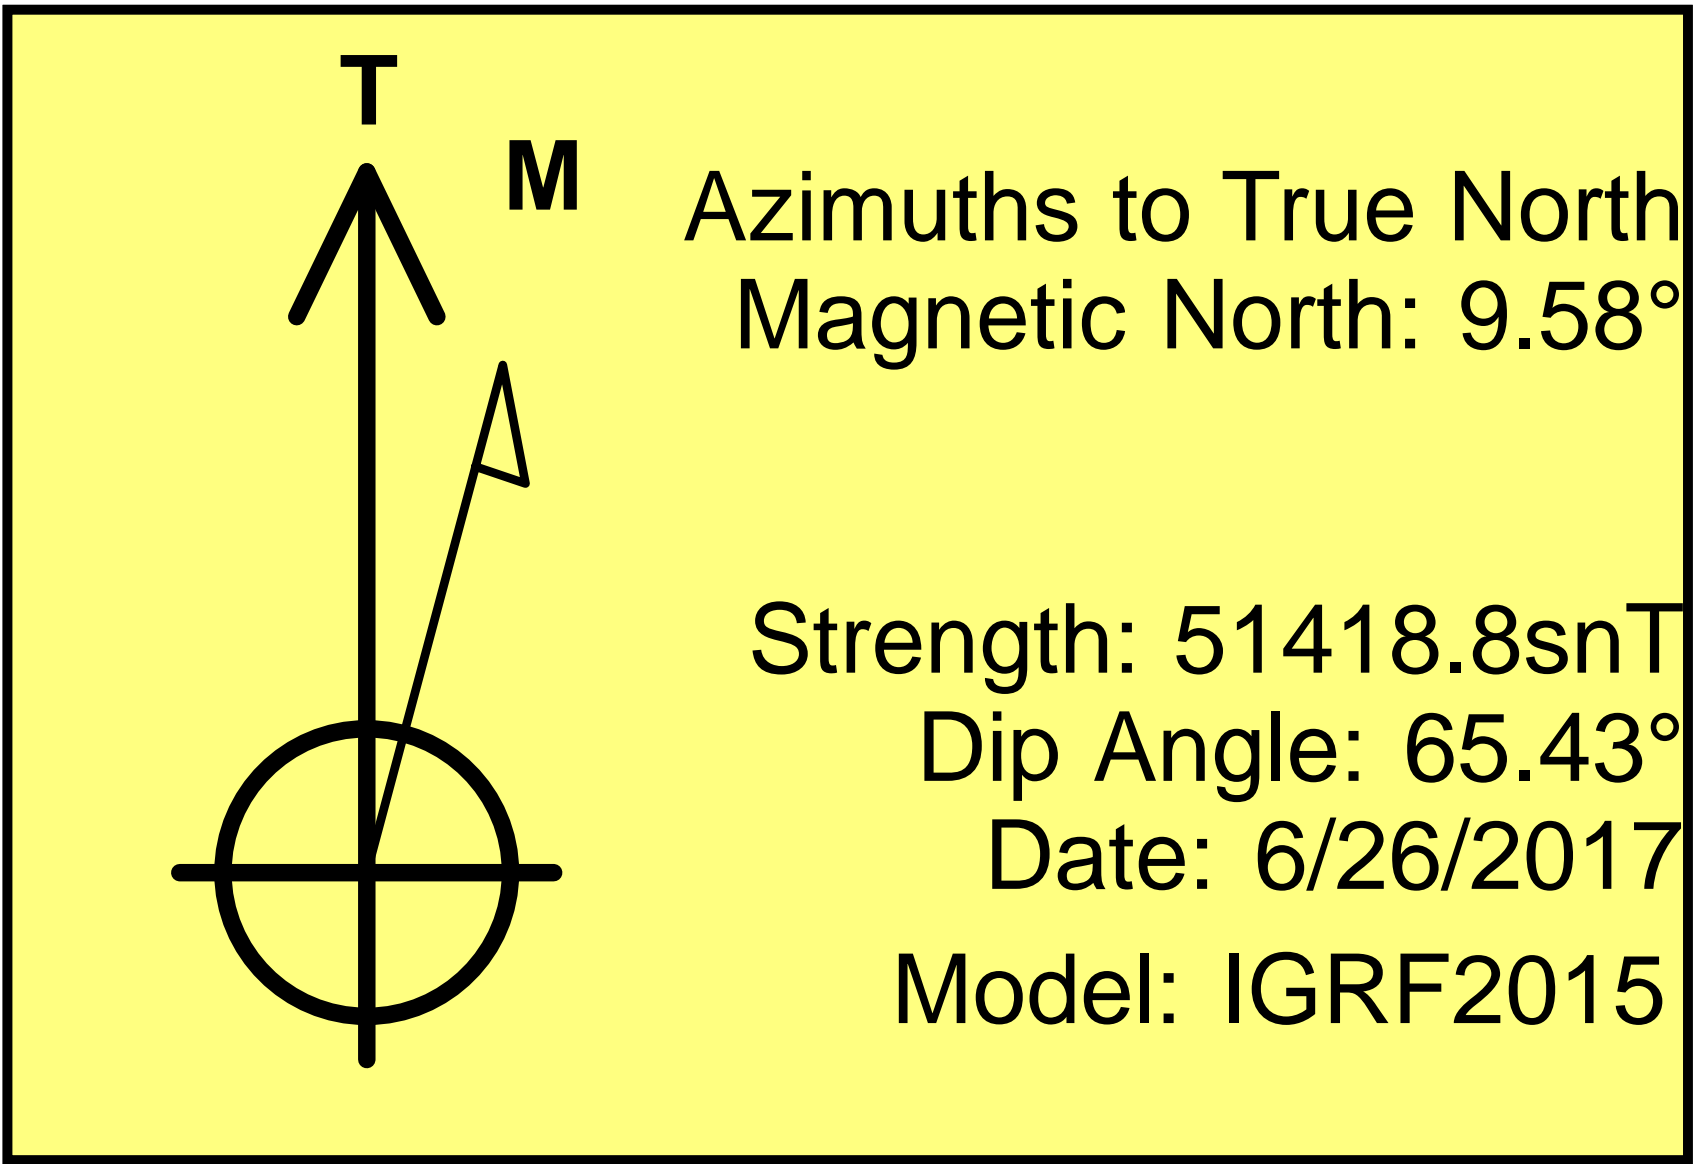 T
M
Azimuths to True North
Magnetic North: 9.58°
Strength: 51418.8snT
Dip Angle: 65.43°
Date: 6/26/2017
Model: IGRF2015